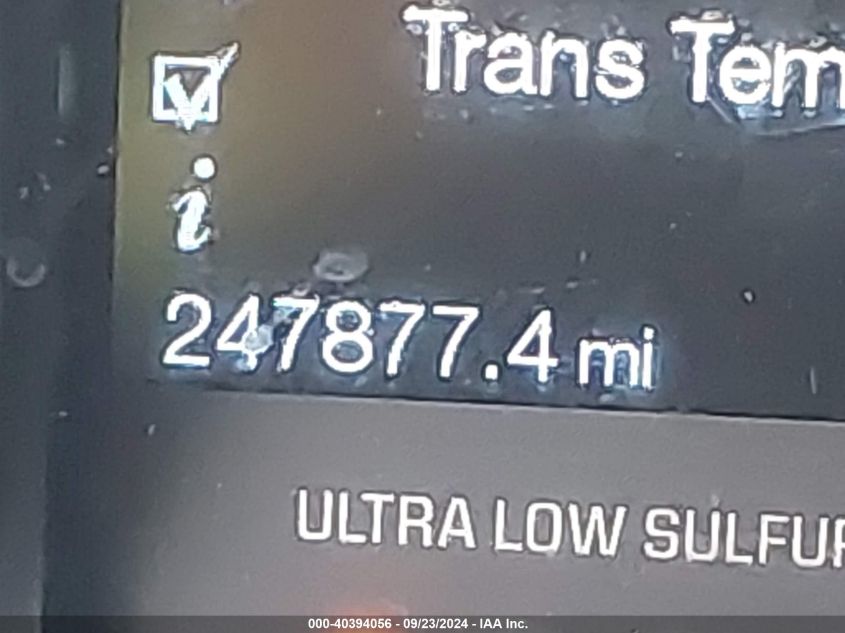 Trans Tem
i
247877.4 mi
ULTRA LOW SULFUR
000-40394056 - 09/23/2024 - IAA Inc.